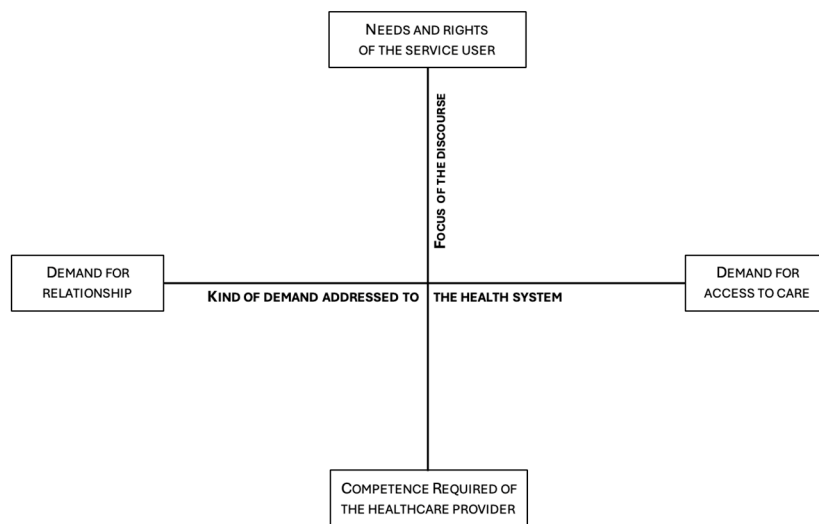 NEEDS AND RIGHTS
OF THE SERVICE USER
FOCUS OF THE DISCOURSE
DEMAND FOR
RELATIONSHIP
KIND OF DEMAND ADDRESSED TO THE HEALTH SYSTEM
DEMAND FOR
ACCESS TO CARE
COMPETENCE REQUIRED OF
THE HEALTHCARE PROVIDER